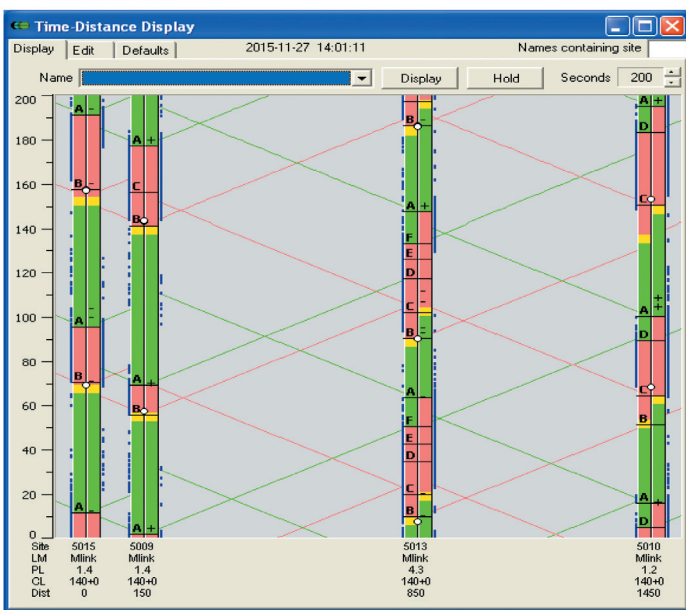 Time-Distance Display
Display Edit Defaults 2015-11-27 14:01:11 Names containing site
Name Display Hold Seconds 200
200
180
160
140
120
100
80
60
40
20
0
A -
B -
A
B
A -
A +
C
B
A +
B
A +
B -
A +
F
E
D
C -
B -
A
F
E
D
C
B -
A +
D
C
A +
D
C
B
A
D
Site 5015 5009 5013 5010
LM Mlink Mlink Mlink Mlink
PL 1.4 1.4 4.3 1.2
CL 140+0 140+0 140+0 140+0
Dist 0 150 850 1450